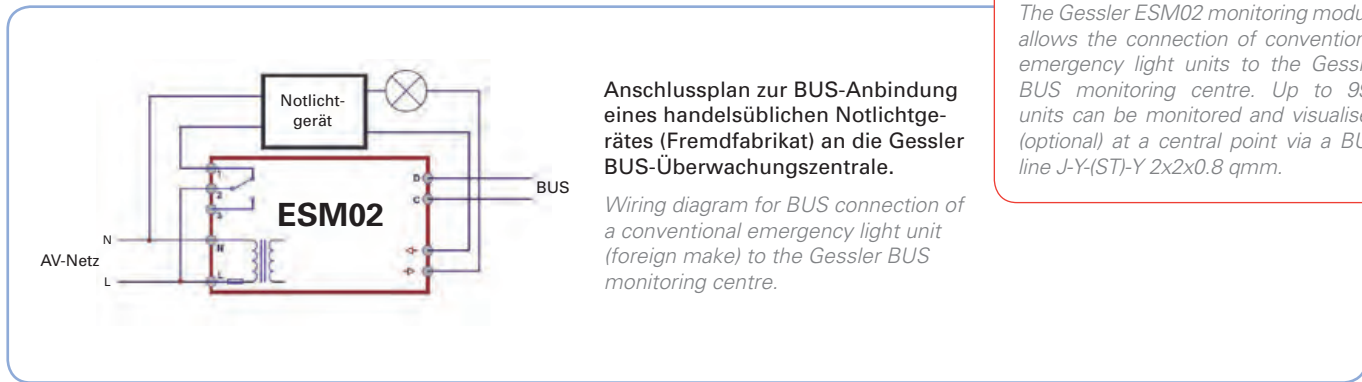 Notlicht-
gerät
1
2
3
N
L
ESM02
D
C
BUS
N
AV-Netz
L
Anschlussplan zur BUS-Anbindung
eines handelsüblichen Notlichtge-
rätes (Fremdfabrikat) an die Gessler
BUS-Überwachungszentrale.
Wiring diagram for BUS connection of
a conventional emergency light unit
(foreign make) to the Gessler BUS
monitoring centre.
The Gessler ESM02 monitoring modu
allows the connection of convention
emergency light units to the Gessl
BUS monitoring centre. Up to 99
units can be monitored and visualise
(optional) at a central point via a BU
line J-Y-(ST)-Y 2x2x0.8 qmm.